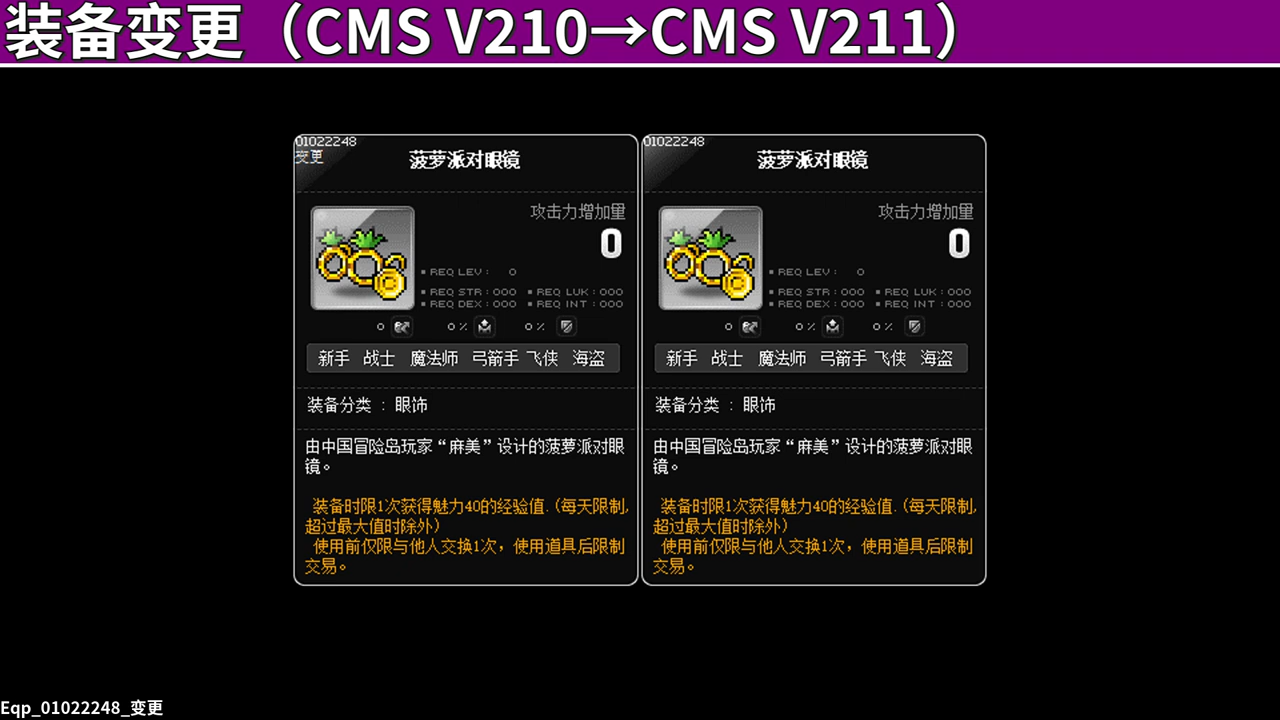 装备变更（CMS V210→CMS V211）
01022248
变更
菠萝派对眼镜
攻击力增加量
0
REQ LEV : 0
REQ STR : 000 REQ LUK : 000
REQ DEX : 000 REQ INT : 000
0 0 % 0 %
新手 战士 魔法师 弓箭手 飞侠 海盗
装备分类 : 眼饰
由中国冒险岛玩家“麻美”设计的菠萝派对眼
镜。
装备时限1次获得魅力40的经验值.(每天限制,
超过最大值时除外)
使用前仅限与他人交换1次，使用道具后限制
交易。
01022248
菠萝派对眼镜
攻击力增加量
0
REQ LEV : 0
REQ STR : 000 REQ LUK : 000
REQ DEX : 000 REQ INT : 000
0 0 % 0 %
新手 战士 魔法师 弓箭手 飞侠 海盗
装备分类 : 眼饰
由中国冒险岛玩家“麻美”设计的菠萝派对眼
镜。
装备时限1次获得魅力40的经验值.(每天限制,
超过最大值时除外)
使用前仅限与他人交换1次，使用道具后限制
交易。
Eqp_01022248_变更